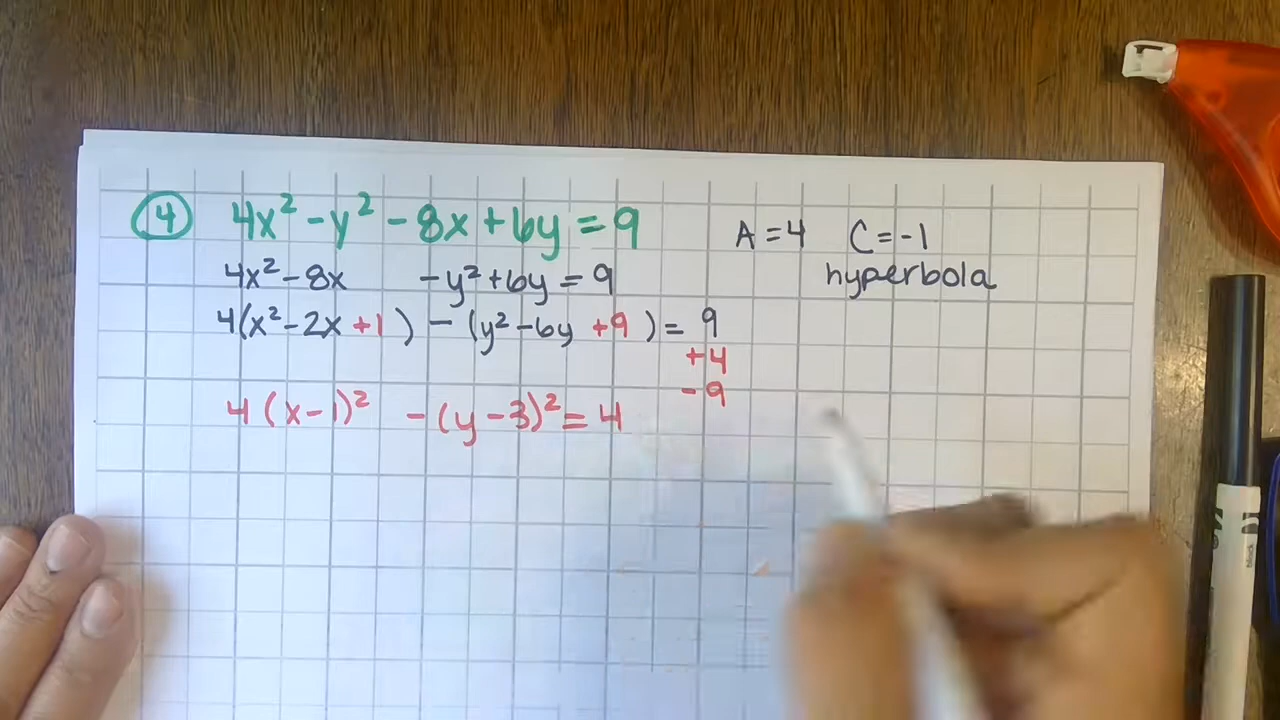 ④ 4x² - y² - 8x + 6y = 9
A = 4 C = -1
hyperbola
4x² - 8x - y² + 6y = 9
4(x² - 2x + 1 ) - (y² - 6y + 9 ) = 9
+ 4
- 9
4 (x - 1)² - (y - 3)² = 4